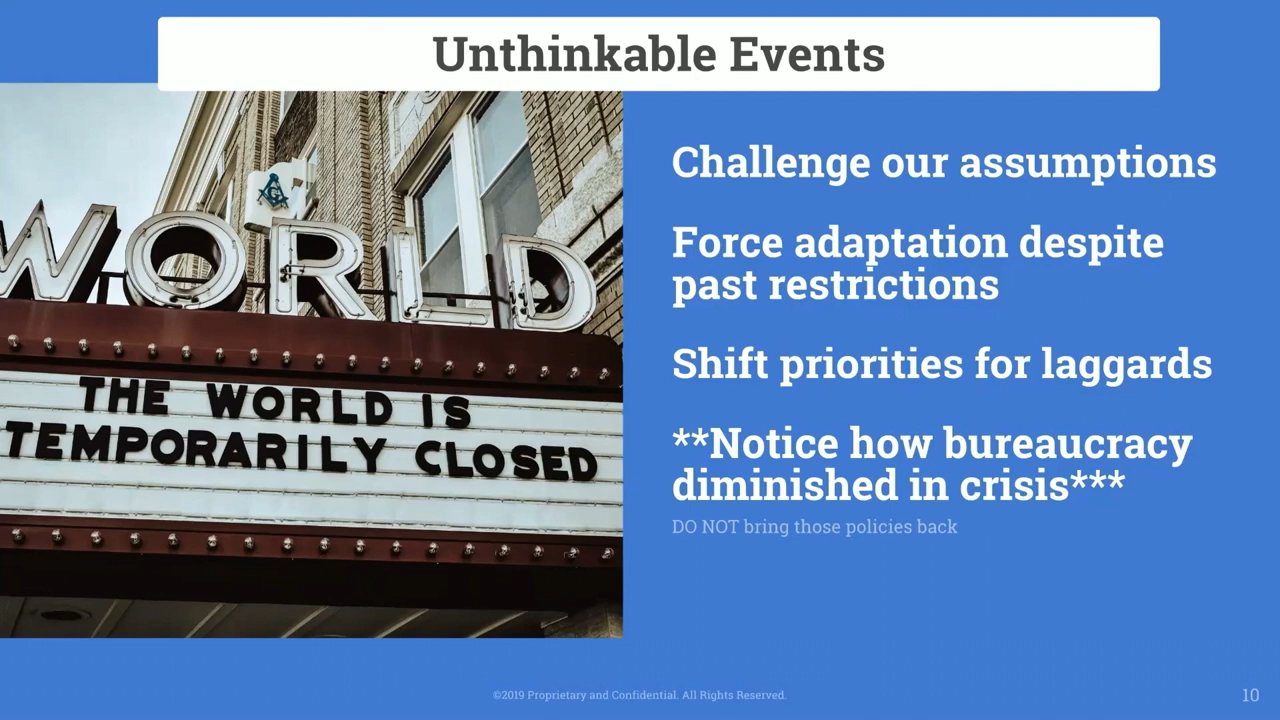 Unthinkable Events
WORLD
THE WORLD IS
TEMPORARILY CLOSED
G
Challenge our assumptions
Force adaptation despite
past restrictions
Shift priorities for laggards
**Notice how bureaucracy
diminished in crisis***
DO NOT bring those policies back
©2019 Proprietary and Confidential. All Rights Reserved.
10